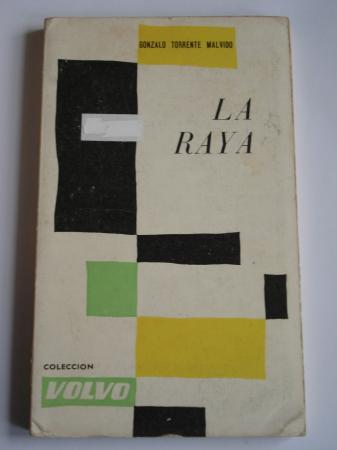 GONZALO TORRENTE MALVIDO
LA
RAYA
COLECCION
VOLVO